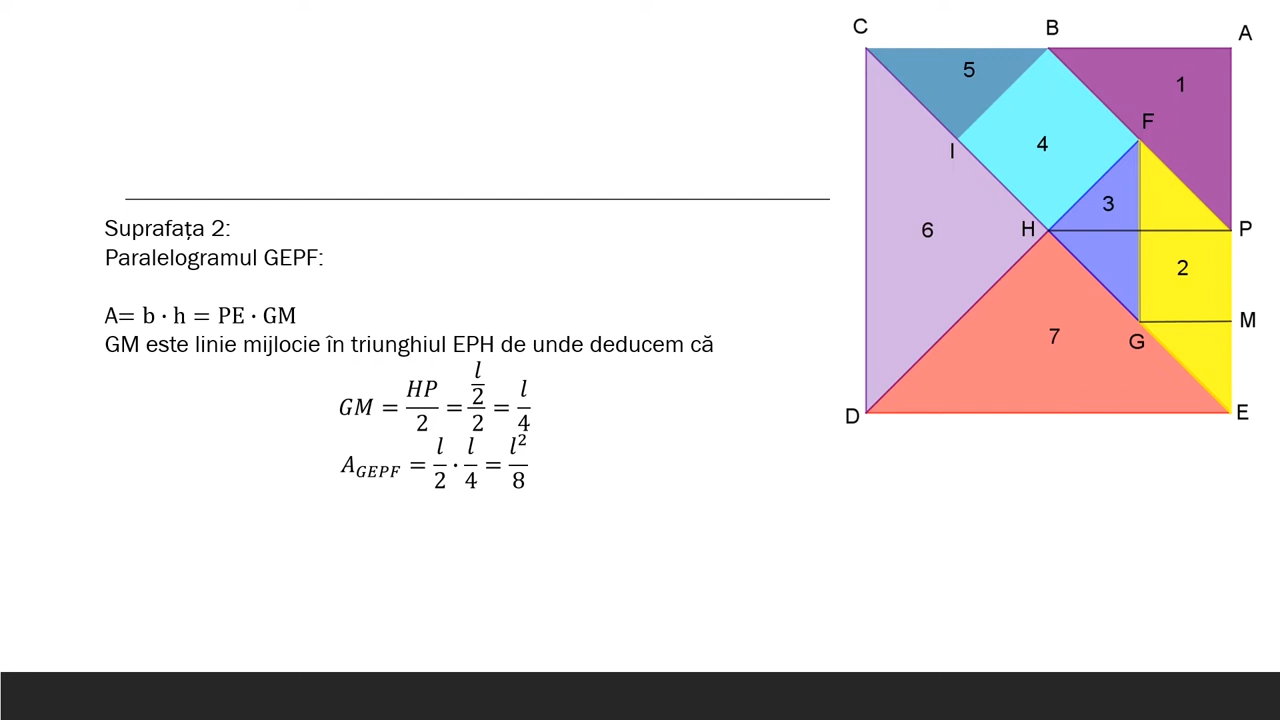 Suprafața 2:
Paralelogramul GEPF:
A= b · h = PE · GM
GM este linie mijlocie în triunghiul EPH de unde deducem că
GM = HP/2 = (l/2)/2 = l/4
A_GEPF = l/2 · l/4 = l²/8
C
B
A
5
1
F
I
4
3
6
H
P
2
M
7
G
D
E